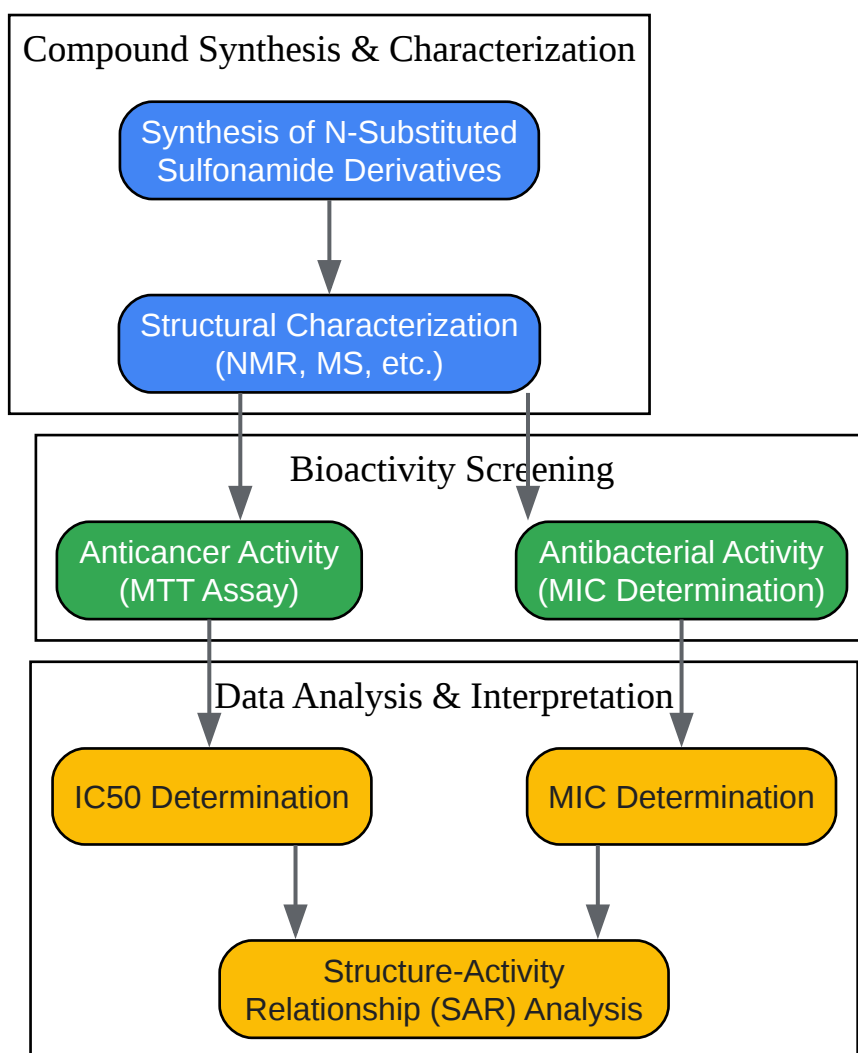 Compound Synthesis & Characterization
Synthesis of N-Substituted
Sulfonamide Derivatives
Structural Characterization
(NMR, MS, etc.)
Bioactivity Screening
Anticancer Activity
(MTT Assay)
Antibacterial Activity
(MIC Determination)
Data Analysis & Interpretation
IC50 Determination
MIC Determination
Structure-Activity
Relationship (SAR) Analysis